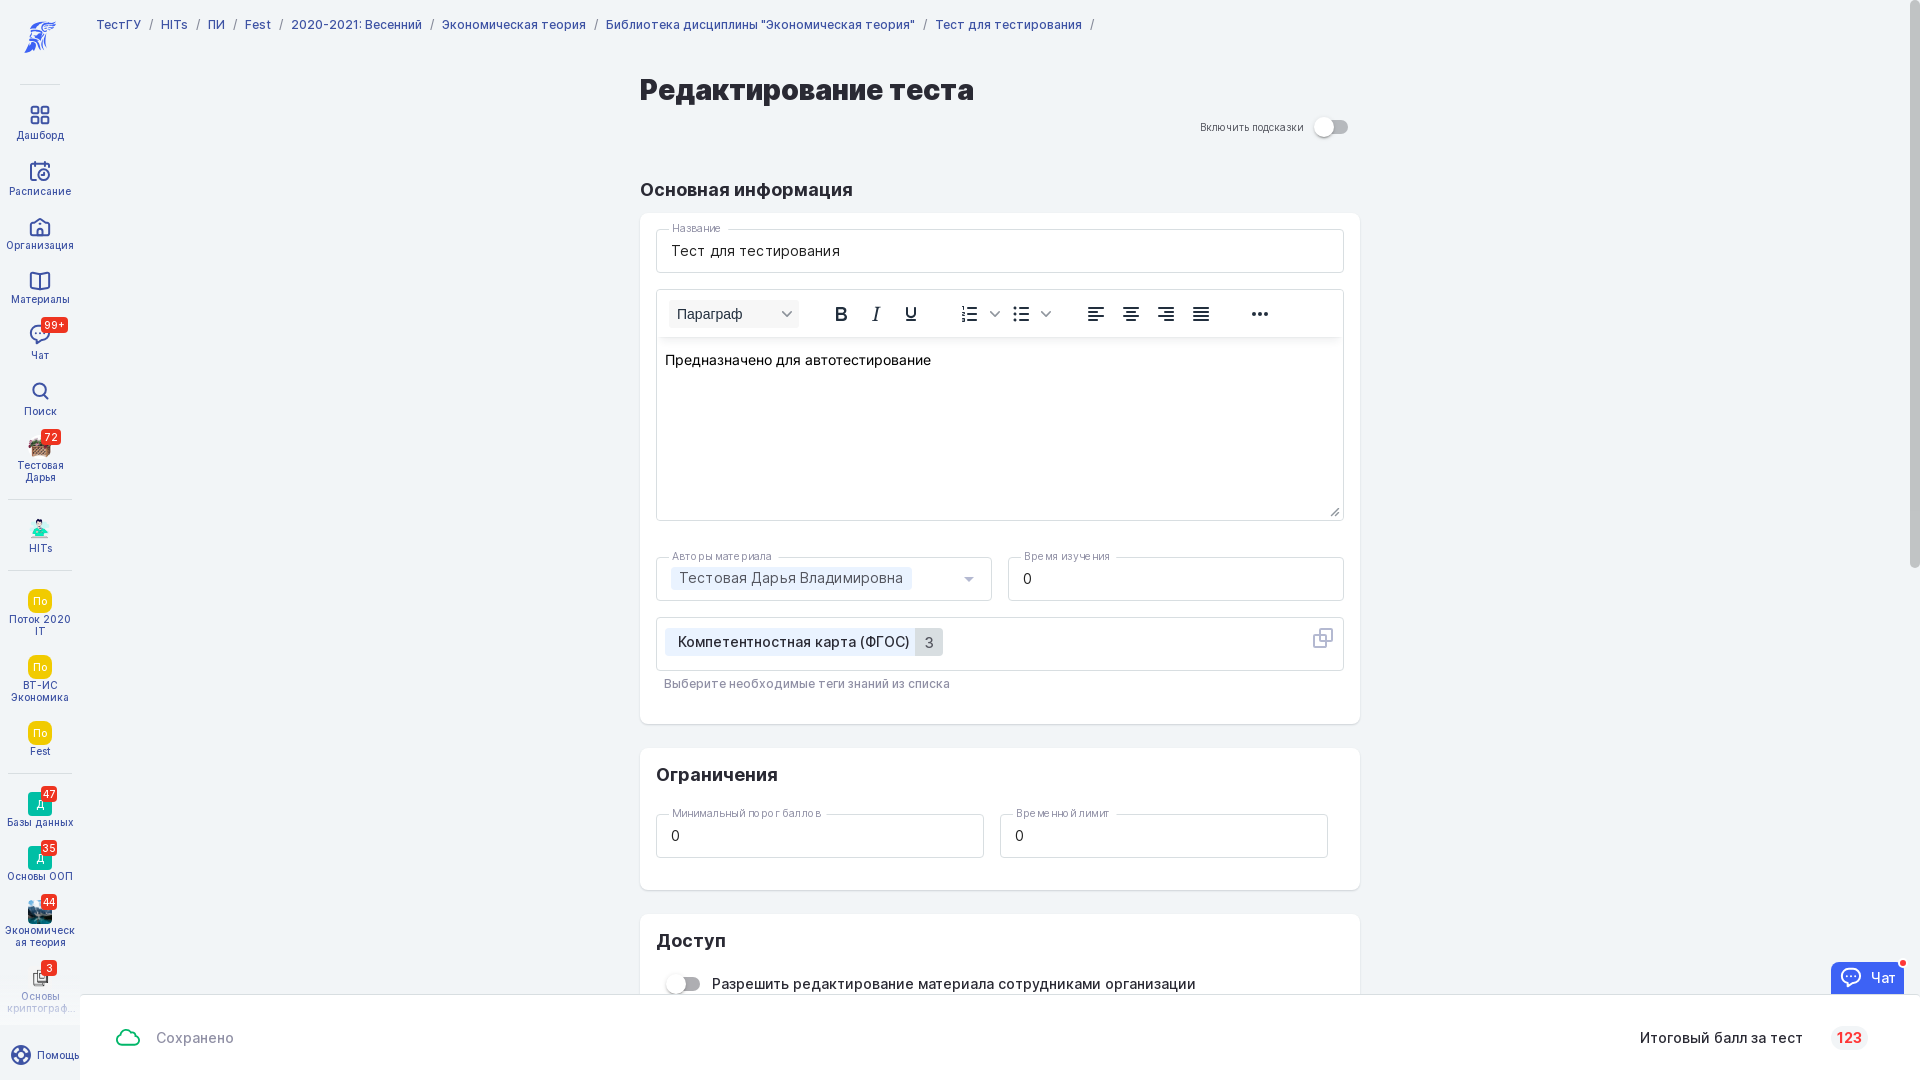 ТестГУ / HITs / ПИ / Fest / 2020-2021: Весенний / Экономическая теория / Библиотека дисциплины "Экономическая теория" / Тест для тестирования /
Дашборд
Расписание
Организация
Материалы
99+
Чат
Поиск
72
Тестовая
Дарья
HITs
По
Поток 2020
IT
По
ВТ-ИС
Экономика
По
Fest
47
Д
Базы данных
35
Д
Основы ООП
44
Экономическ
ая теория
3
Основы
криптограф...
Помощь
Редактирование теста
Включить подсказки
Основная информация
Название
Тест для тестирования
Параграф
Предназначено для автотестирование
Авторы материала
Тестовая Дарья Владимировна
Время изучения
0
Компетентностная карта (ФГОС) 3
Выберите необходимые теги знаний из списка
Ограничения
Минимальный порог баллов
0
Временной лимит
0
Доступ
Разрешить редактирование материала сотрудниками организации
Чат
Сохранено
Итоговый балл за тест 123